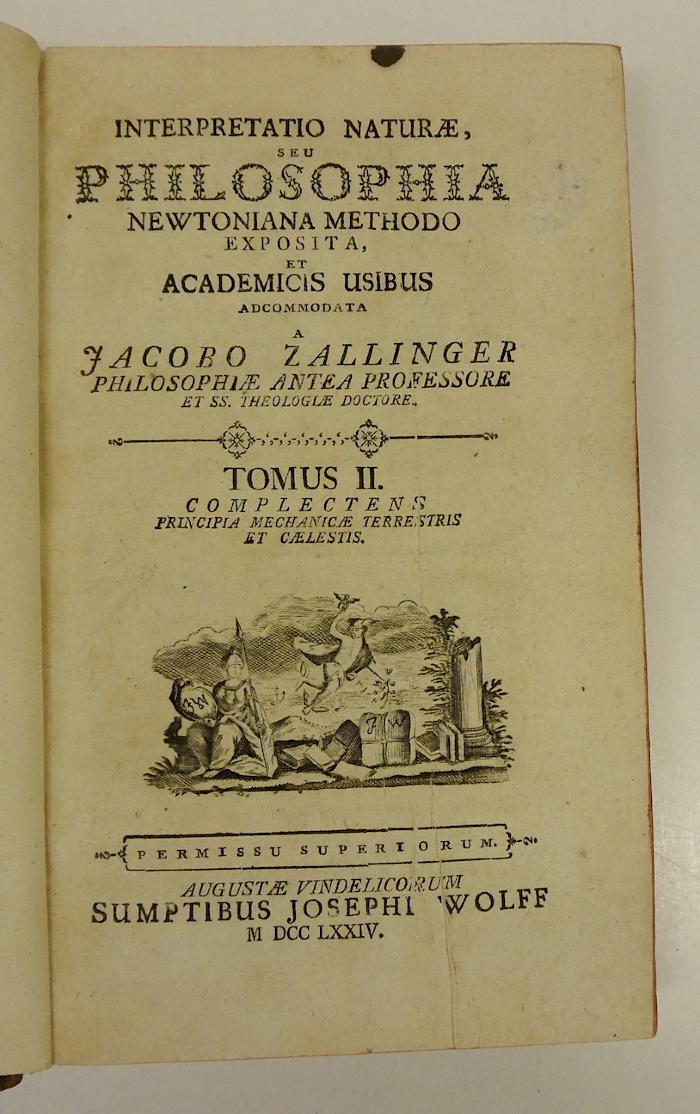 INTERPRETATIO NATURÆ,
SEU
PHILOSOPHIA
NEWTONIANA METHODO
EXPOSITA,
ET
ACADEMICIS USIBUS
ADCOMMODATA
A
JACOBO ZALLINGER
PHILOSOPHIÆ ANTEA PROFESSORE
ET SS. THEOLOGIÆ DOCTORE.
TOMUS II.
COMPLECTENS
PRINCIPIA MECHANICÆ TERRESTRIS
ET CÆLESTIS.
JW
J W
PERMISSU SUPERIORUM.
AUGUSTÆ VINDELICORUM
SUMPTIBUS JOSEPHI WOLFF
M DCC LXXIV.